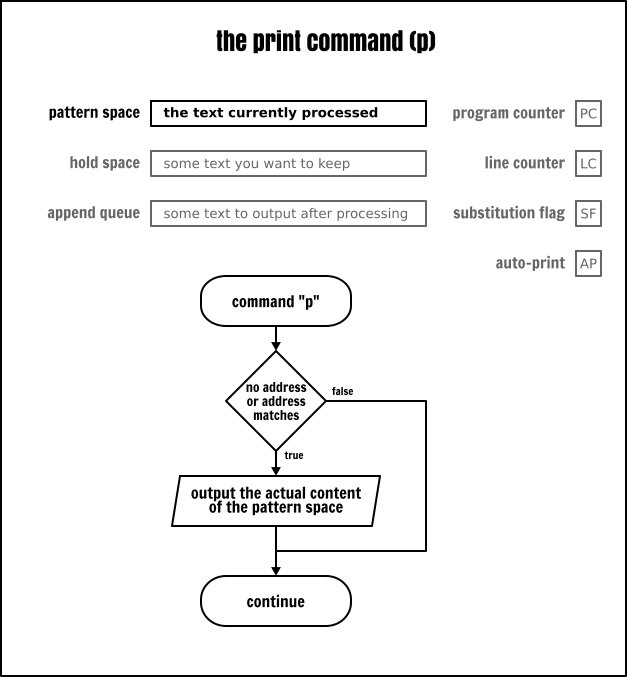 the print command (p)
pattern space the text currently processed program counter PC
hold space some text you want to keep line counter LC
append queue some text to output after processing substitution flag SF
auto-print AP
command "p"
no address
or address
matches
false
true
output the actual content
of the pattern space
continue